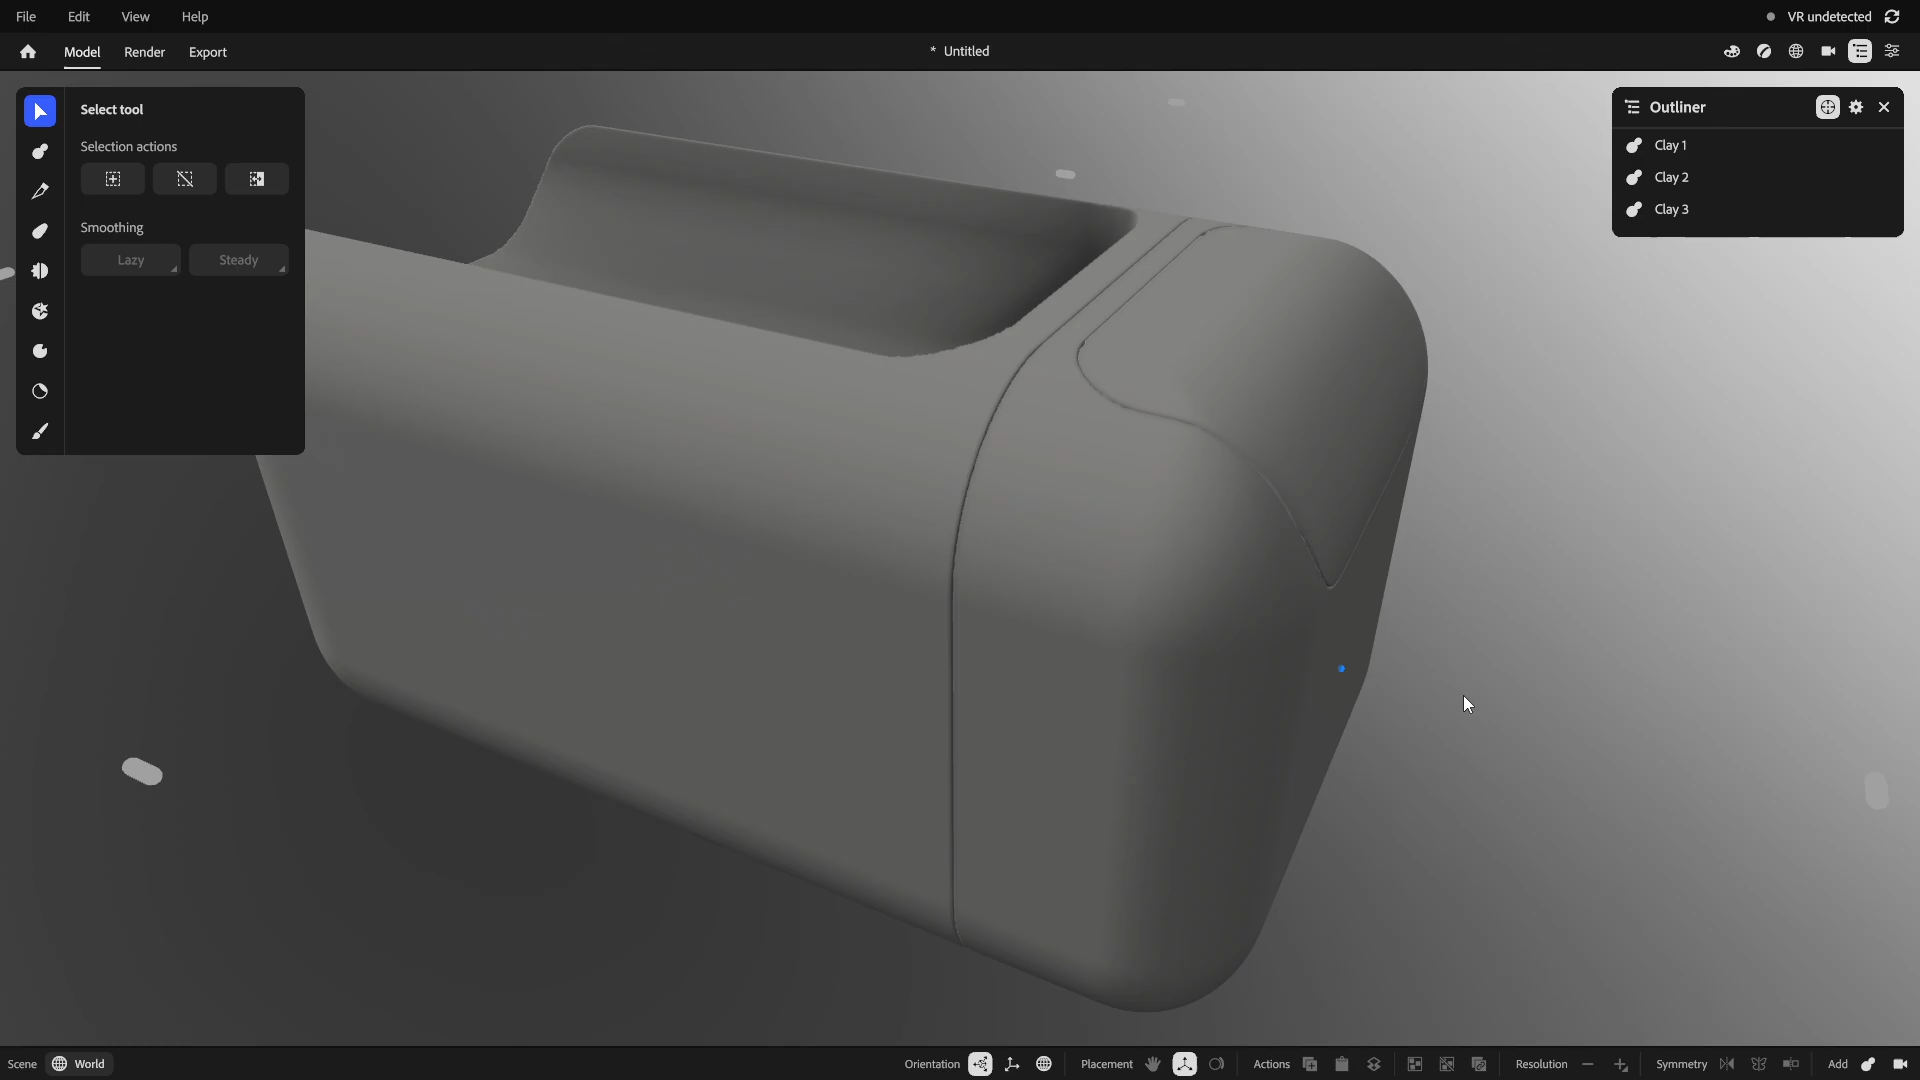 File Edit View Help
VR undetected
Model Render Export
* Untitled
Select tool
Selection actions
Smoothing
Lazy Steady
Outliner
Clay 1
Clay 2
Clay 3
Scene World Orientation Placement Actions Resolution Symmetry Add